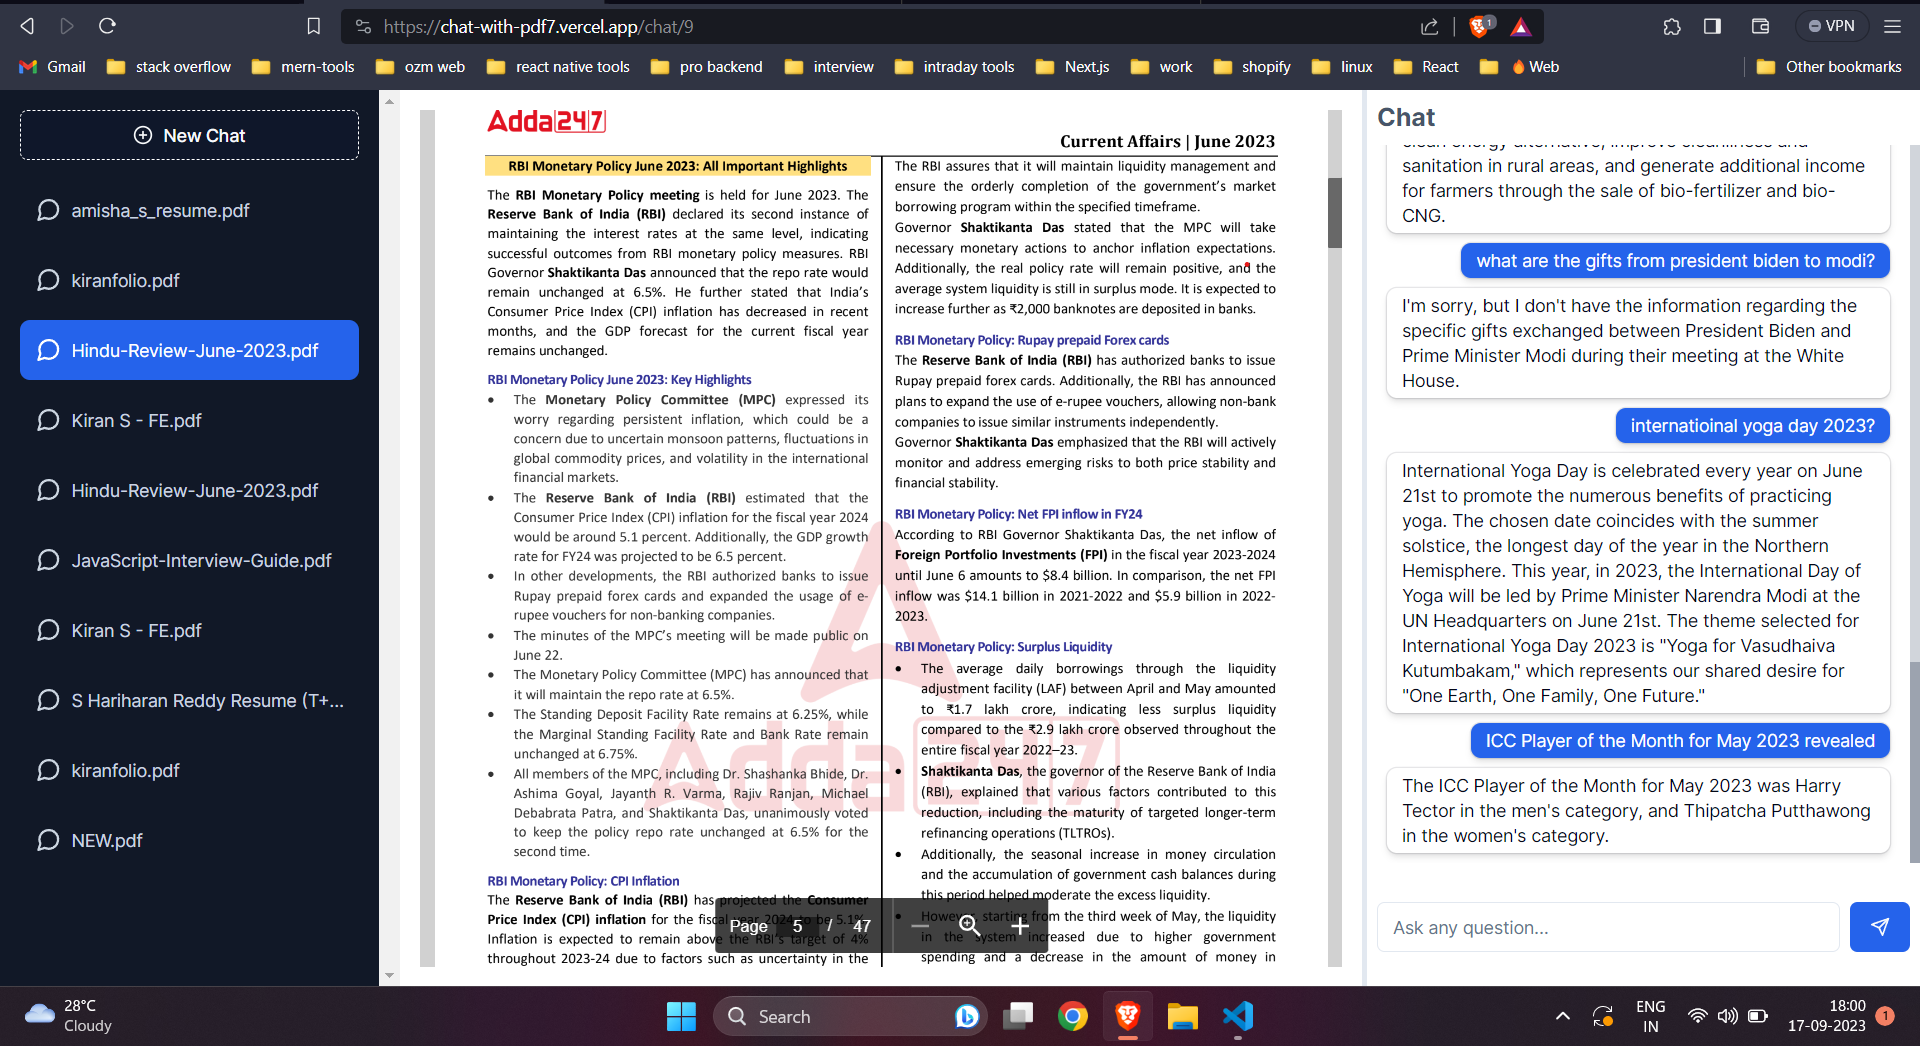 https://chat-with-pdf7.vercel.app/chat/9
1
VPN
Gmail
stack overflow
mern-tools
ozm web
react native tools
pro backend
interview
intraday tools
Next.js
work
shopify
linux
React
Web
Other bookmarks
New Chat
amisha_s_resume.pdf
kiranfolio.pdf
Hindu-Review-June-2023.pdf
Kiran S - FE.pdf
Hindu-Review-June-2023.pdf
JavaScript-Interview-Guide.pdf
Kiran S - FE.pdf
S Hariharan Reddy Resume (T+...
kiranfolio.pdf
NEW.pdf
Adda247
Current Affairs | June 2023
RBI Monetary Policy June 2023: All Important Highlights
The RBI Monetary Policy meeting is held for June 2023. The
Reserve Bank of India (RBI) declared its second instance of
maintaining the interest rates at the same level, indicating
successful outcomes from RBI monetary policy measures. RBI
Governor Shaktikanta Das announced that the repo rate would
remain unchanged at 6.5%. He further stated that India's
Consumer Price Index (CPI) inflation has decreased in recent
months, and the GDP forecast for the current fiscal year
remains unchanged.
RBI Monetary Policy June 2023: Key Highlights
• The Monetary Policy Committee (MPC) expressed its
worry regarding persistent inflation, which could be a
concern due to uncertain monsoon patterns, fluctuations in
global commodity prices, and volatility in the international
financial markets.
• The Reserve Bank of India (RBI) estimated that the
Consumer Price Index (CPI) inflation for the fiscal year 2024
would be around 5.1 percent. Additionally, the GDP growth
rate for FY24 was projected to be 6.5 percent.
• In other developments, the RBI authorized banks to issue
Rupay prepaid forex cards and expanded the usage of e-
rupee vouchers for non-banking companies.
• The minutes of the MPC's meeting will be made public on
June 22.
• The Monetary Policy Committee (MPC) has announced that
it will maintain the repo rate at 6.5%.
• The Standing Deposit Facility Rate remains at 6.25%, while
the Marginal Standing Facility Rate and Bank Rate remain
unchanged at 6.75%.
• All members of the MPC, including Dr. Shashanka Bhide, Dr.
Ashima Goyal, Jayanth R. Varma, Rajiv Ranjan, Michael
Debabrata Patra, and Shaktikanta Das, unanimously voted
to keep the policy repo rate unchanged at 6.5% for the
second time.
RBI Monetary Policy: CPI Inflation
The Reserve Bank of India (RBI) has projected the Consumer
Price Index (CPI) inflation for the fiscal year 2024 to be 5.1%.
Inflation is expected to remain above the RBI's target of 4%
throughout 2023-24 due to factors such as uncertainty in the
The RBI assures that it will maintain liquidity management and
ensure the orderly completion of the government's market
borrowing program within the specified timeframe.
Governor Shaktikanta Das stated that the MPC will take
necessary monetary actions to anchor inflation expectations.
Additionally, the real policy rate will remain positive, and the
average system liquidity is still in surplus mode. It is expected to
increase further as ₹2,000 banknotes are deposited in banks.
RBI Monetary Policy: Rupay prepaid Forex cards
The Reserve Bank of India (RBI) has authorized banks to issue
Rupay prepaid forex cards. Additionally, the RBI has announced
plans to expand the use of e-rupee vouchers, allowing non-bank
companies to issue similar instruments independently.
Governor Shaktikanta Das emphasized that the RBI will actively
monitor and address emerging risks to both price stability and
financial stability.
RBI Monetary Policy: Net FPI inflow in FY24
According to RBI Governor Shaktikanta Das, the net inflow of
Foreign Portfolio Investments (FPI) in the fiscal year 2023-2024
until June 6 amounts to $8.4 billion. In comparison, the net FPI
inflow was $14.1 billion in 2021-2022 and $5.9 billion in 2022-
2023.
RBI Monetary Policy: Surplus Liquidity
• The average daily borrowings through the liquidity
adjustment facility (LAF) between April and May amounted
to ₹1.7 lakh crore, indicating less surplus liquidity
compared to the ₹2.9 lakh crore observed throughout the
entire fiscal year 2022–23.
• Shaktikanta Das, the governor of the Reserve Bank of India
(RBI), explained that various factors contributed to this
reduction, including the maturity of targeted longer-term
refinancing operations (TLTROs).
• Additionally, the seasonal increase in money circulation
and the accumulation of government cash balances during
this period helped moderate the excess liquidity.
• However, starting from the third week of May, the liquidity
in the system increased due to higher government
spending and a decrease in the amount of money in
Adda247
Page 5 / 47
Chat
clean energy alternative, improve cleanliness and
sanitation in rural areas, and generate additional income
for farmers through the sale of bio-fertilizer and bio-
CNG.
what are the gifts from president biden to modi?
I'm sorry, but I don't have the information regarding the
specific gifts exchanged between President Biden and
Prime Minister Modi during their meeting at the White
House.
internatioinal yoga day 2023?
International Yoga Day is celebrated every year on June
21st to promote the numerous benefits of practicing
yoga. The chosen date coincides with the summer
solstice, the longest day of the year in the Northern
Hemisphere. This year, in 2023, the International Day of
Yoga will be led by Prime Minister Narendra Modi at the
UN Headquarters on June 21st. The theme selected for
International Yoga Day 2023 is "Yoga for Vasudhaiva
Kutumbakam," which represents our shared desire for
"One Earth, One Family, One Future."
ICC Player of the Month for May 2023 revealed
The ICC Player of the Month for May 2023 was Harry
Tector in the men's category, and Thipatcha Putthawong
in the women's category.
Ask any question...
28°C
Cloudy
Search
ENG
IN
18:00
17-09-2023
1